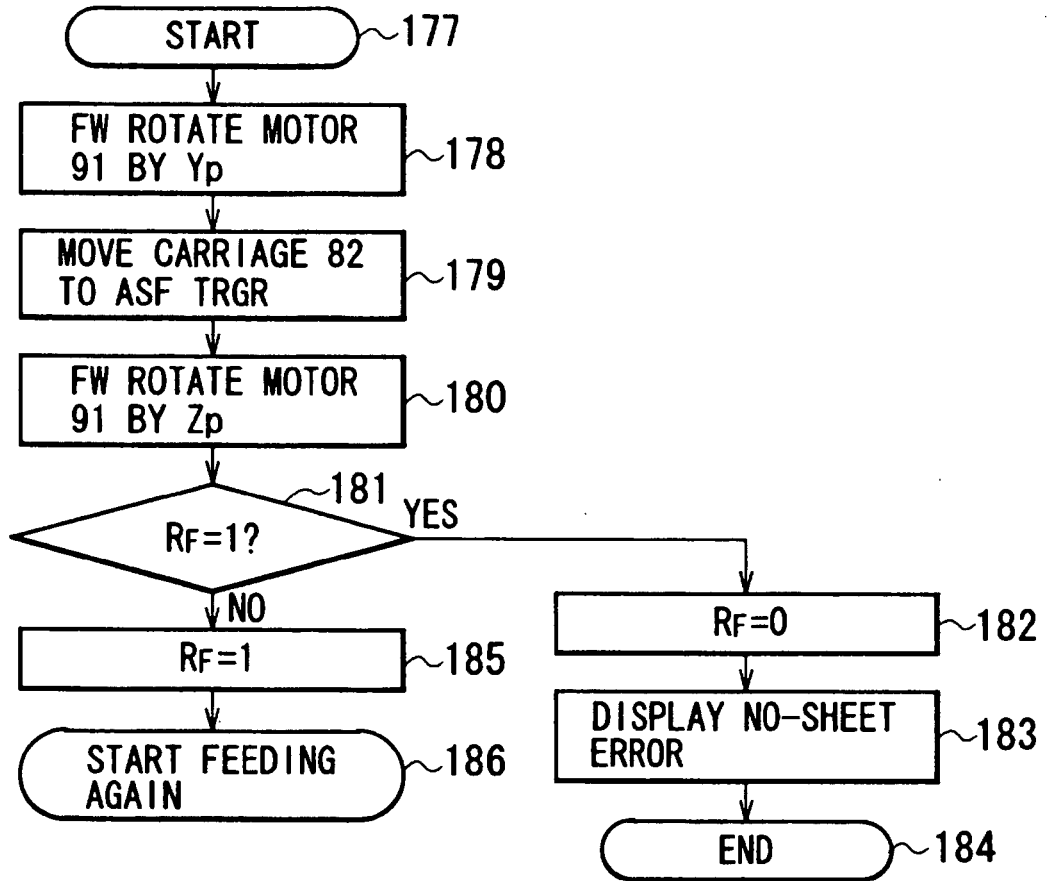 START
177
FW ROTATE MOTOR
91 BY Yp
178
MOVE CARRIAGE 82
TO ASF TRGR
179
FW ROTATE MOTOR
91 BY Zp
180
181
RF=1?
YES
NO
RF=1
185
START FEEDING
AGAIN
186
RF=0
182
DISPLAY NO-SHEET
ERROR
183
END
184